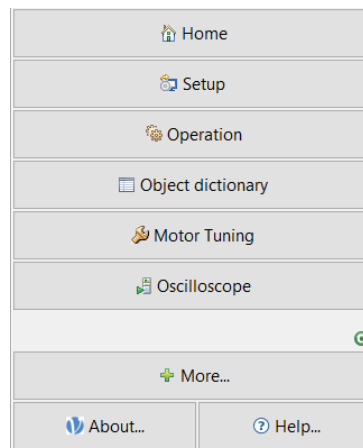 Home
Setup
Operation
Object dictionary
Motor Tuning
Oscilloscope
More...
About...
Help...